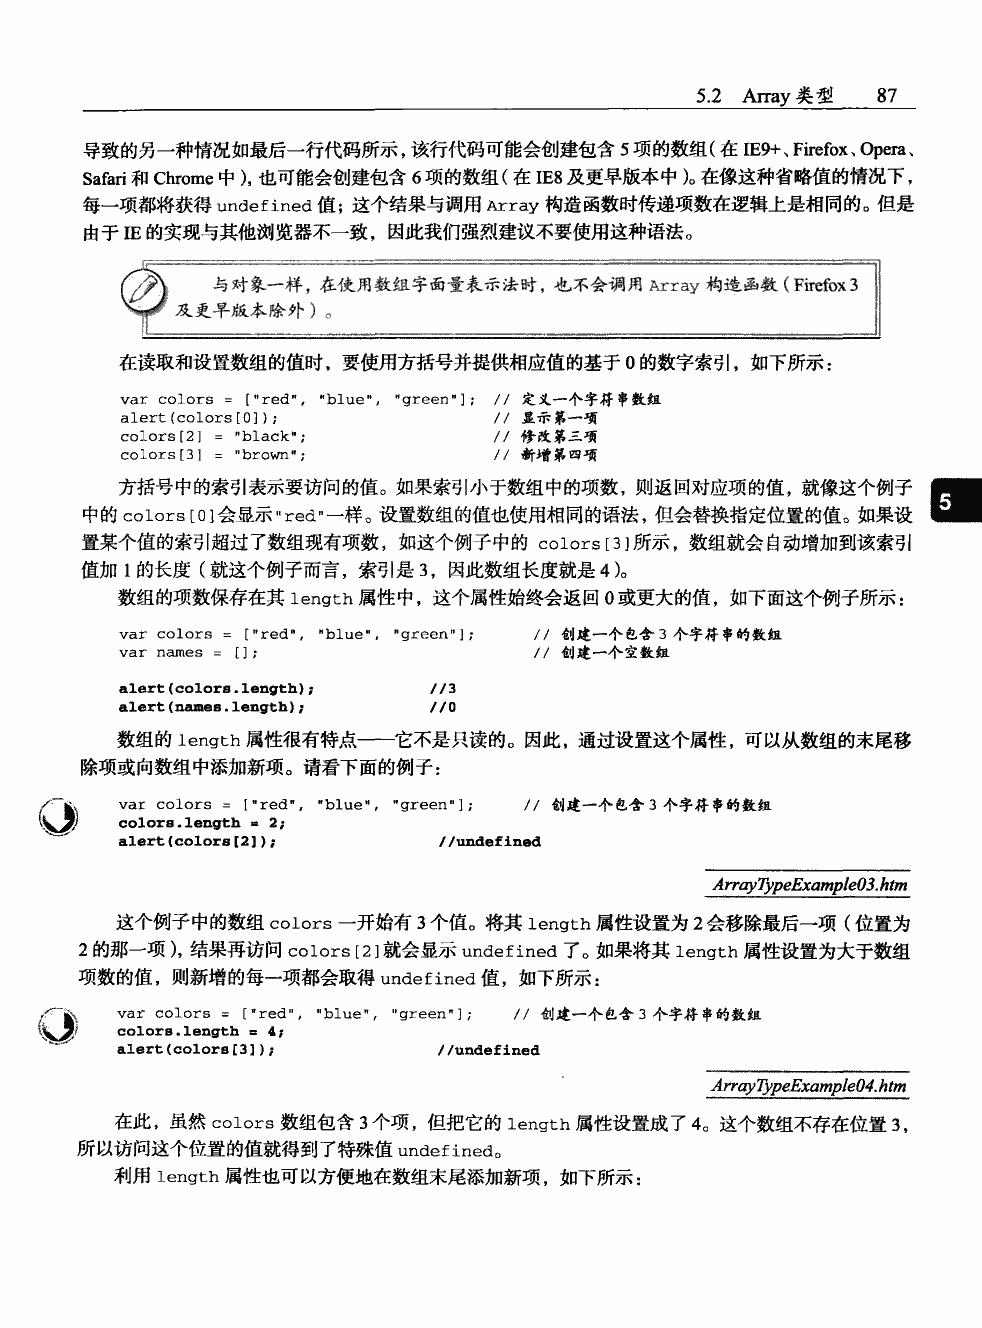 5.2 Array 类型 87
导致的另一种情况如最后一行代码所示，该行代码可能会创建包含 5 项的数组（在 IE9+、Firefox、Opera、
Safari 和 Chrome 中），也可能会创建包含 6 项的数组（在 IE8 及更早版本中）。在像这种省略值的情况下，
每一项都将获得 undefined 值；这个结果与调用 Array 构造函数时传递项数在逻辑上是相同的。但是
由于 IE 的实现与其他浏览器不一致，因此我们强烈建议不要使用这种语法。
与对象一样，在使用数组字面量表示法时，也不会调用 Array 构造函数（Firefox 3
及更早版本除外）。
在读取和设置数组的值时，要使用方括号并提供相应值的基于 0 的数字索引，如下所示：
var colors = ["red", "blue", "green"]; // 定义一个字符串数组
alert(colors[0]); // 显示第一项
colors[2] = "black"; // 修改第三项
colors[3] = "brown"; // 新增第四项
方括号中的索引表示要访问的值。如果索引小于数组中的项数，则返回对应项的值，就像这个例子
中的 colors[0]会显示"red"一样。设置数组的值也使用相同的语法，但会替换指定位置的值。如果设
置某个值的索引超过了数组现有项数，如这个例子中的 colors[3]所示，数组就会自动增加到该索引
值加 1 的长度（就这个例子而言，索引是 3，因此数组长度就是 4）。
5
数组的项数保存在其 length 属性中，这个属性始终会返回 0 或更大的值，如下面这个例子所示：
var colors = ["red", "blue", "green"]; // 创建一个包含 3 个字符串的数组
var names = []; // 创建一个空数组
alert(colors.length); //3
alert(names.length); //0
数组的 length 属性很有特点——它不是只读的。因此，通过设置这个属性，可以从数组的末尾移
除项或向数组中添加新项。请看下面的例子：
var colors = ["red", "blue", "green"]; // 创建一个包含 3 个字符串的数组
colors.length = 2;
alert(colors[2]); //undefined
ArrayTypeExample03.htm
这个例子中的数组 colors 一开始有 3 个值。将其 length 属性设置为 2 会移除最后一项（位置为
2 的那一项），结果再访问 colors[2]就会显示 undefined 了。如果将其 length 属性设置为大于数组
项数的值，则新增的每一项都会取得 undefined 值，如下所示：
var colors = ["red", "blue", "green"]; // 创建一个包含 3 个字符串的数组
colors.length = 4;
alert(colors[3]); //undefined
ArrayTypeExample04.htm
在此，虽然 colors 数组包含 3 个项，但把它的 length 属性设置成了 4。这个数组不存在位置 3，
所以访问这个位置的值就得到了特殊值 undefined。
利用 length 属性也可以方便地在数组末尾添加新项，如下所示：